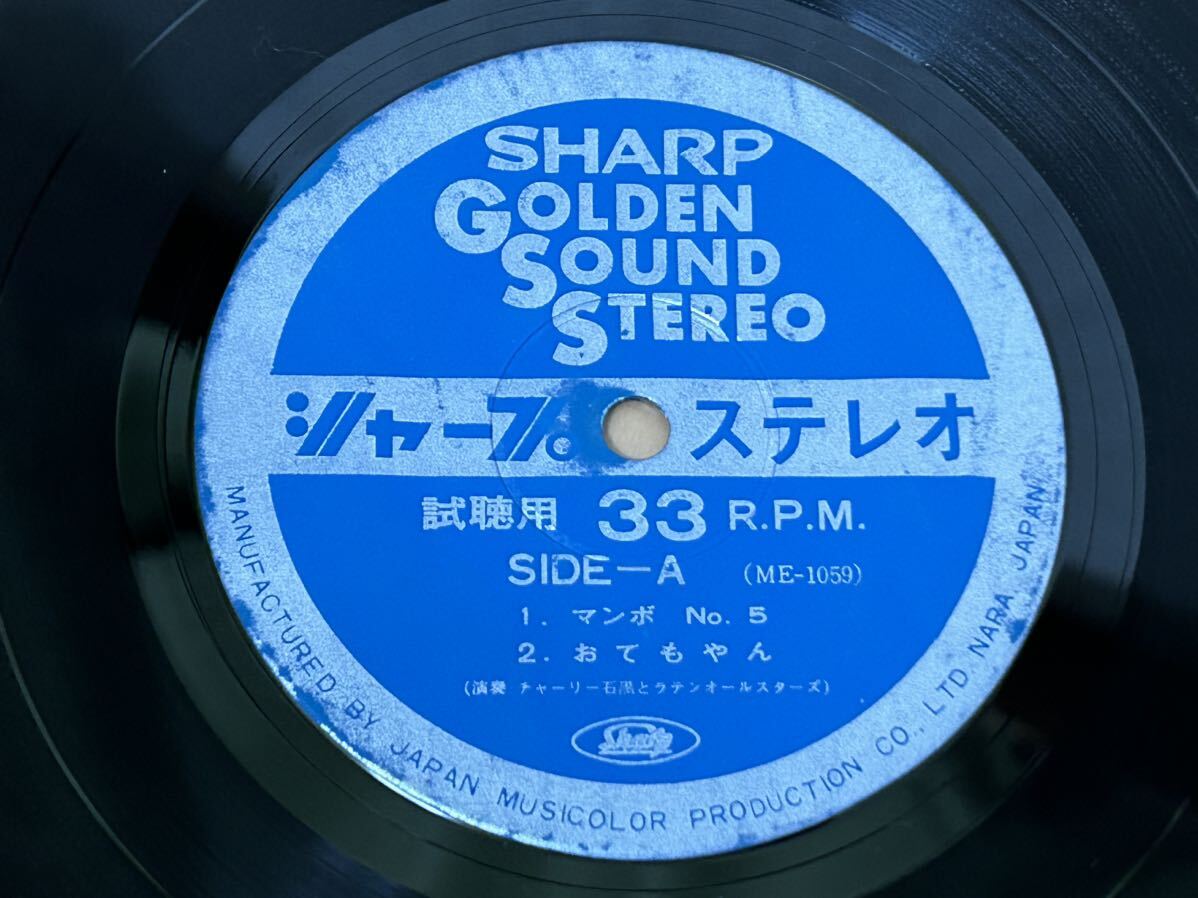 SHARP
GOLDEN
SOUND
STEREO
シャープ ステレオ
試聴用 33 R.P.M.
SIDE-A (ME-1059)
1. マンボ No. 5
2. おてもやん
(演奏 チャーリー石黒とラテンオールスターズ)
Sharp
MANUFACTURED BY JAPAN MUSICOLOR PRODUCTION CO., LTD NARA JAPAN